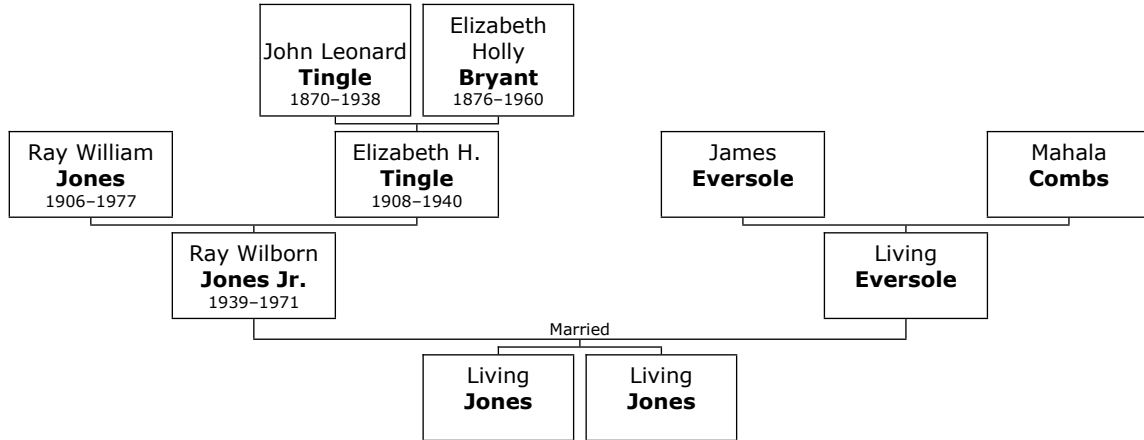 John Leonard
Tingle
1870–1938
Elizabeth
Holly
Bryant
1876–1960
Ray William
Jones
1906–1977
Elizabeth H.
Tingle
1908–1940
James
Eversole
Mahala
Combs
Ray Wilborn
Jones Jr.
1939–1971
Living
Eversole
Married
Living
Jones
Living
Jones